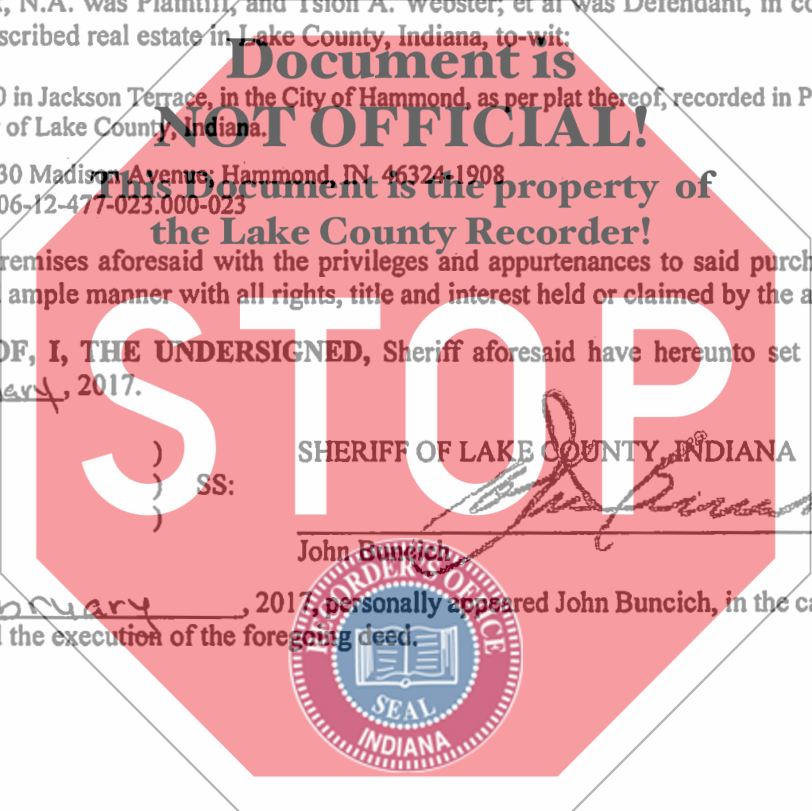 N.A. was Plaintiff, and Tsion A. Webster; et al was Defendant, in co
scribed real estate in Lake County, Indiana, to-wit:
Document is
0 in Jackson Terrace, in the City of Hammond, as per plat thereof, recorded in P
of Lake County, Indiana.
NOT OFFICIAL!
30 Madison Avenue; Hammond, IN 46324-1908
This Document is the property of
06-12-477-023.000-023
the Lake County Recorder!
remises aforesaid with the privileges and appurtenances to said purch
ample manner with all rights, title and interest held or claimed by the a
OF, I, THE UNDERSIGNED, Sheriff aforesaid have hereunto set
ary, 2017.
STOP
) SHERIFF OF LAKE COUNTY, INDIANA
) SS:
)
John Buncich
bruary, 2017, personally appeared John Buncich, in the ca
the execution of the foregoing deed.
RECORDER'S OFFICE
SEAL
INDIANA